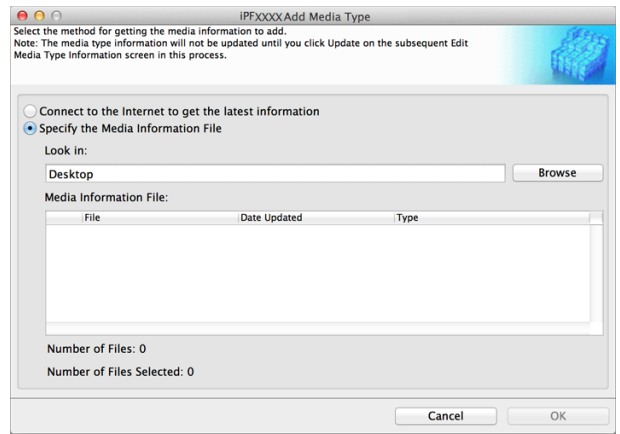 iPFXXXX Add Media Type
Select the method for getting the media information to add.
Note: The media type information will not be updated until you click Update on the subsequent Edit
Media Type Information screen in this process.
Connect to the Internet to get the latest information
Specify the Media Information File
Look in:
Desktop
Browse
Media Information File:
File Date Updated Type
Number of Files: 0
Number of Files Selected: 0
Cancel OK